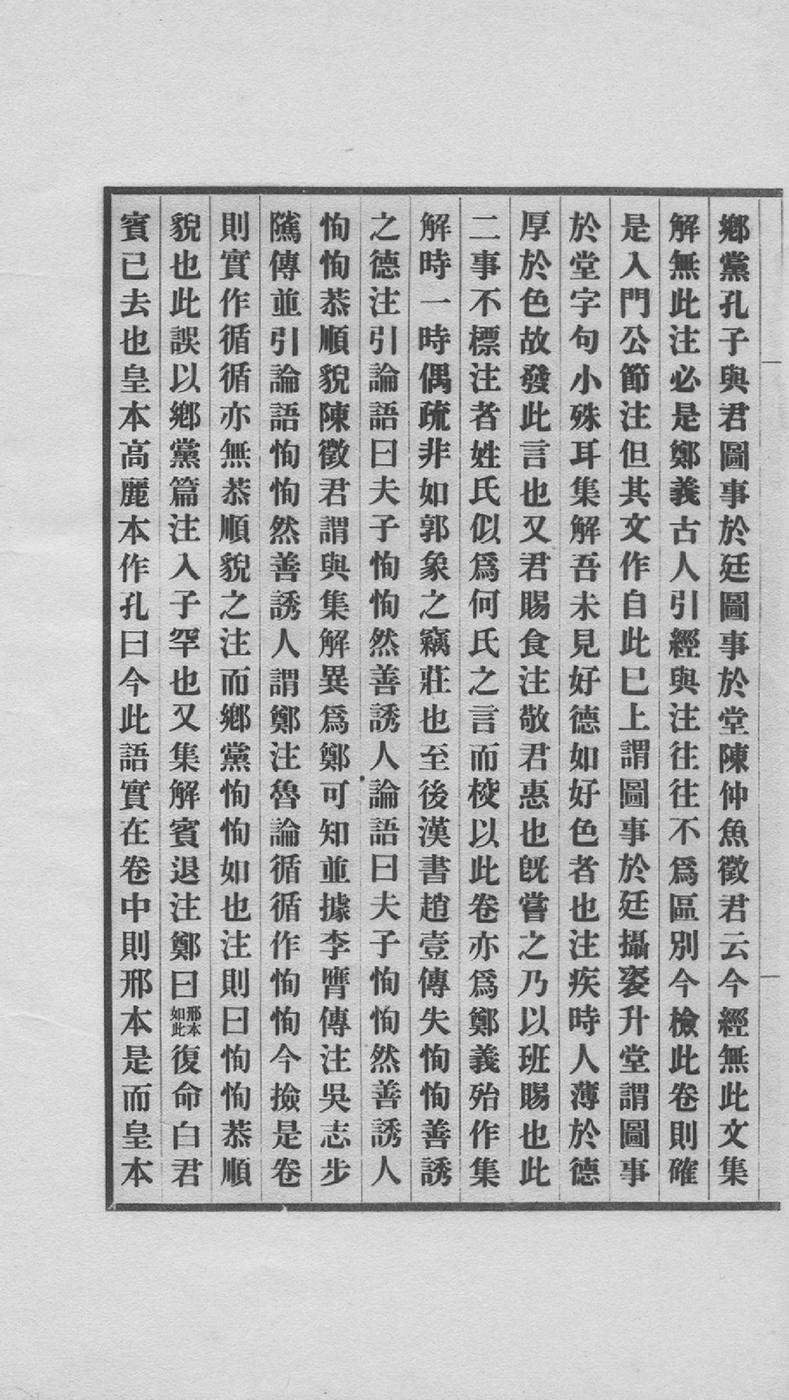 鄉黨孔子與君圖事於廷圖事於堂陳仲魚徵君云今經無此文集
解無此注必是鄭義古人引經與注往往不爲區別今檢此卷則確
是入門公節注但其文作自此巳上謂圖事於廷攝齌升堂謂圖事
於堂字句小殊耳集解吾未見好德如好色者也注疾時人薄於德
厚於色故發此言也又君賜食注敬君惠也旣嘗之乃以班賜也此
二事不標注者姓氏似爲何氏之言而校以此卷亦爲鄭義殆作集
解時一時偶疏非如郭象之竊莊也至後漢書趙壹傳失恂恂善誘
之德注引論語曰夫子恂恂然善誘人論語曰夫子恂恂然善誘人
恂恂恭順貌陳徵君謂與集解異爲鄭可知並據李膺傳注吳志步
隲傳並引論語恂恂然善誘人謂鄭注魯論循循作恂恂今撿是卷
則實作循循亦無恭順貌之注而鄉黨恂恂如也注則曰恂恂恭順
貌也此誤以鄉黨篇注入子罕也又集解賓退注鄭曰邢本如此復命白君
賓已去也皇本高麗本作孔曰今此語實在卷中則邢本是而皇本